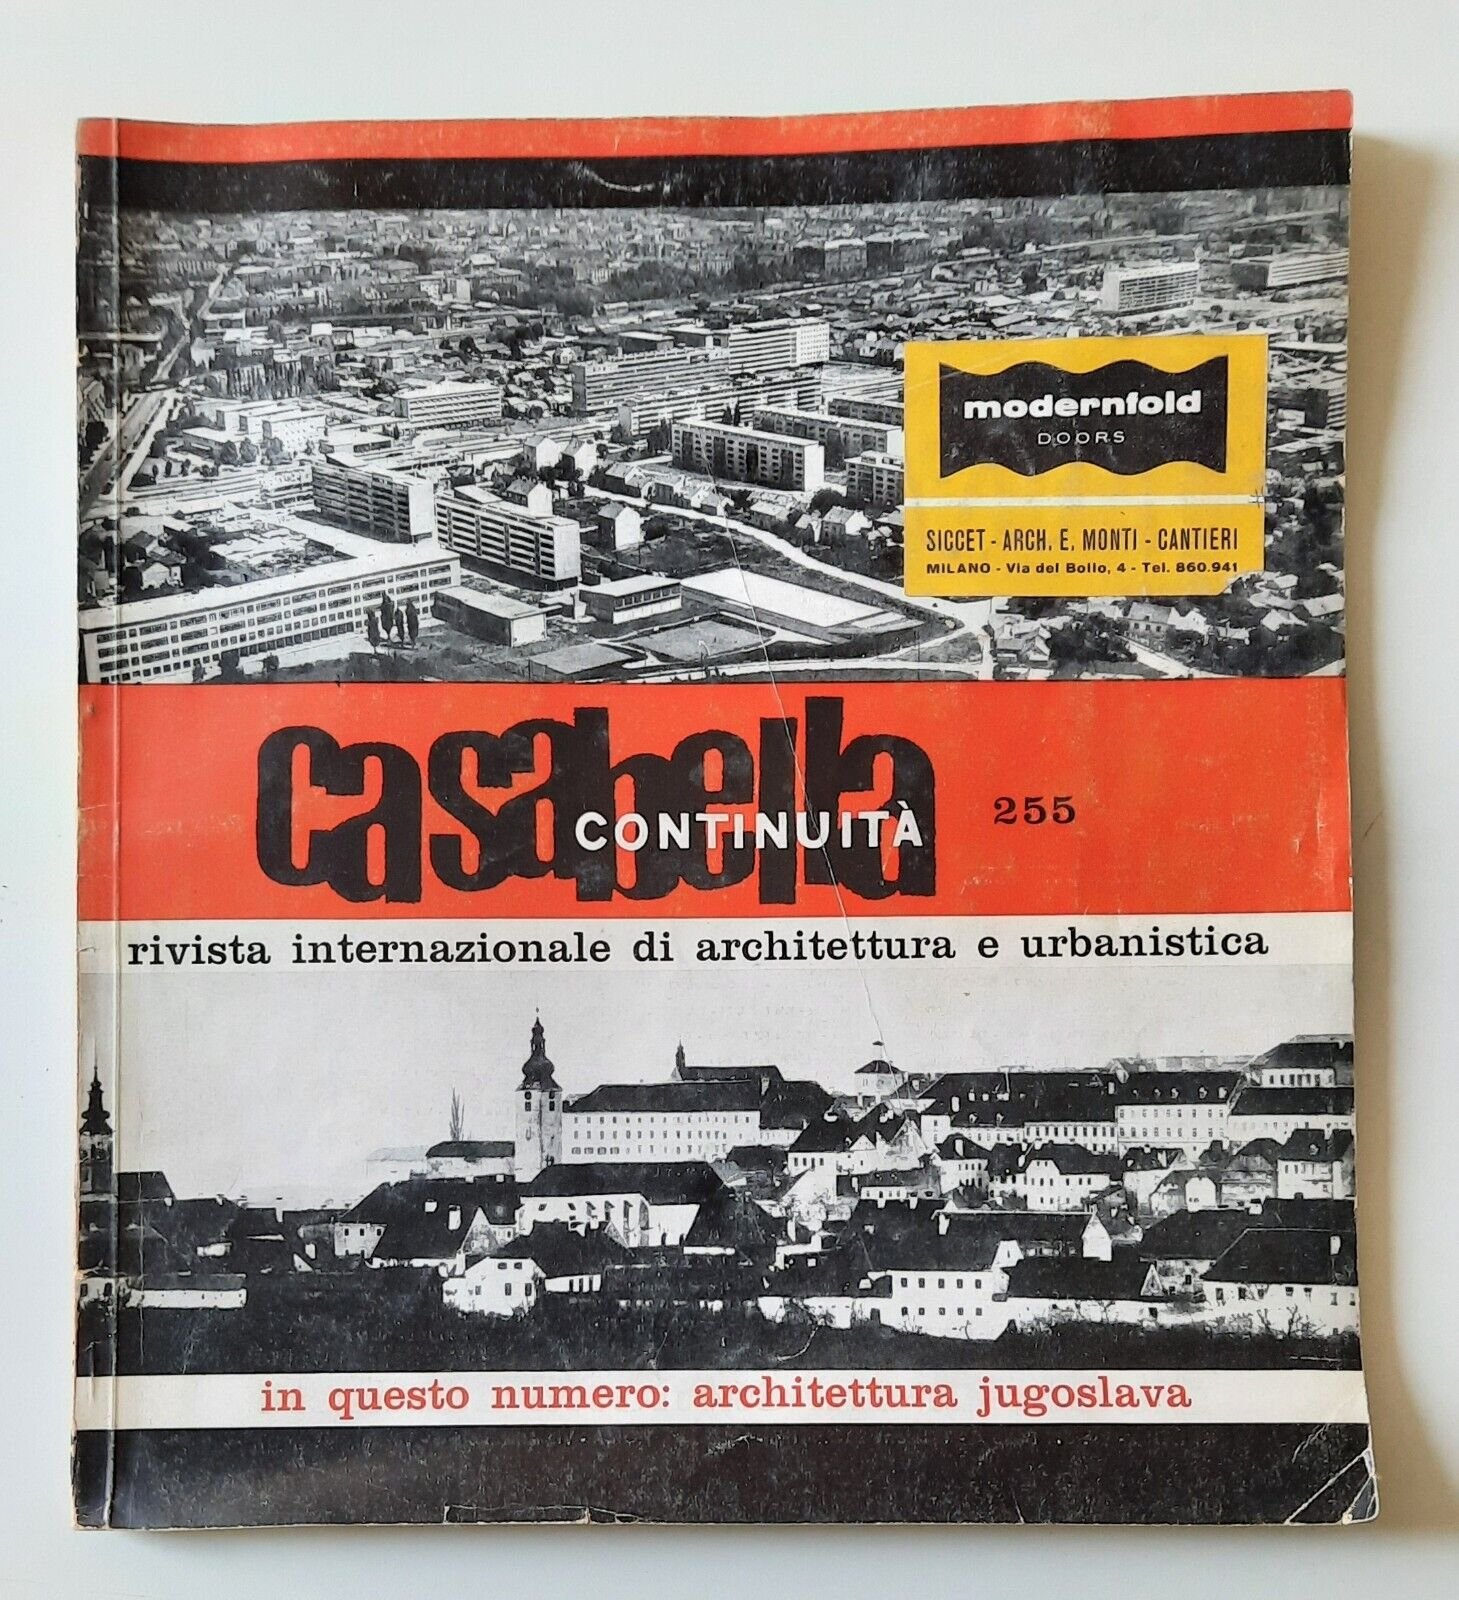 modernfold
DOORS
SICCET - ARCH. E. MONTI - CANTIERI
MILANO - Via del Bollo, 4 - Tel. 860.941
casabella
CONTINUITÀ
255
rivista internazionale di architettura e urbanistica
in questo numero: architettura jugoslava